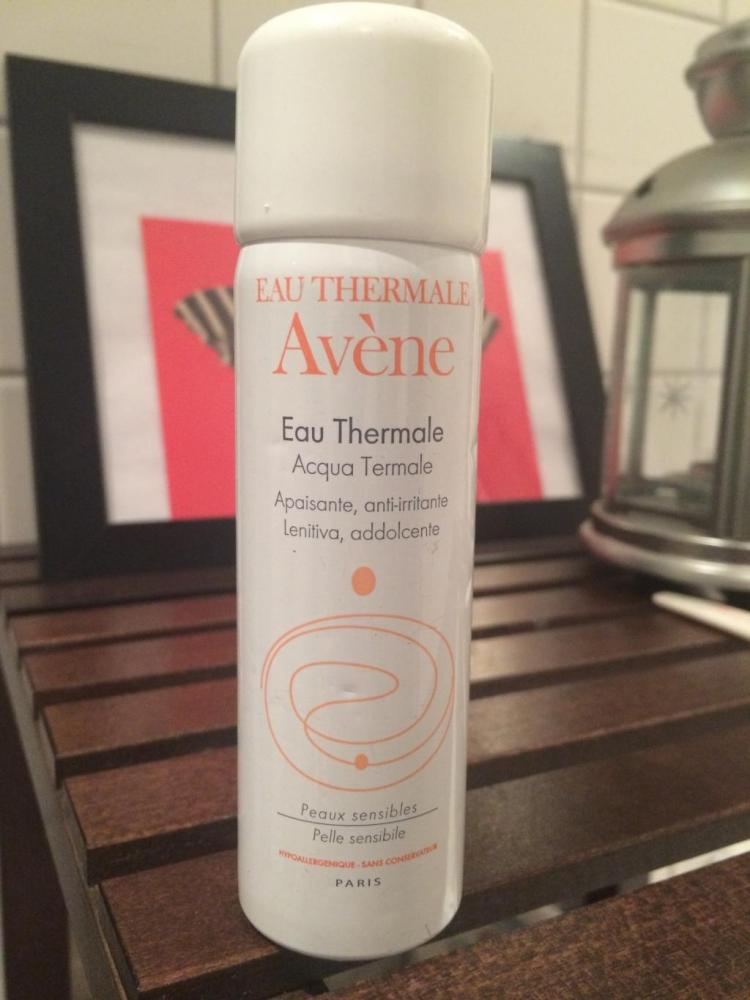 EAU THERMALE
Avène
Eau Thermale
Acqua Termale
Apaisante, anti-irritante
Lenitiva, addolcente
Peaux sensibles
Pelle sensibile
HYPOALLERGENIQUE - SANS CONSERVATEUR
PARIS